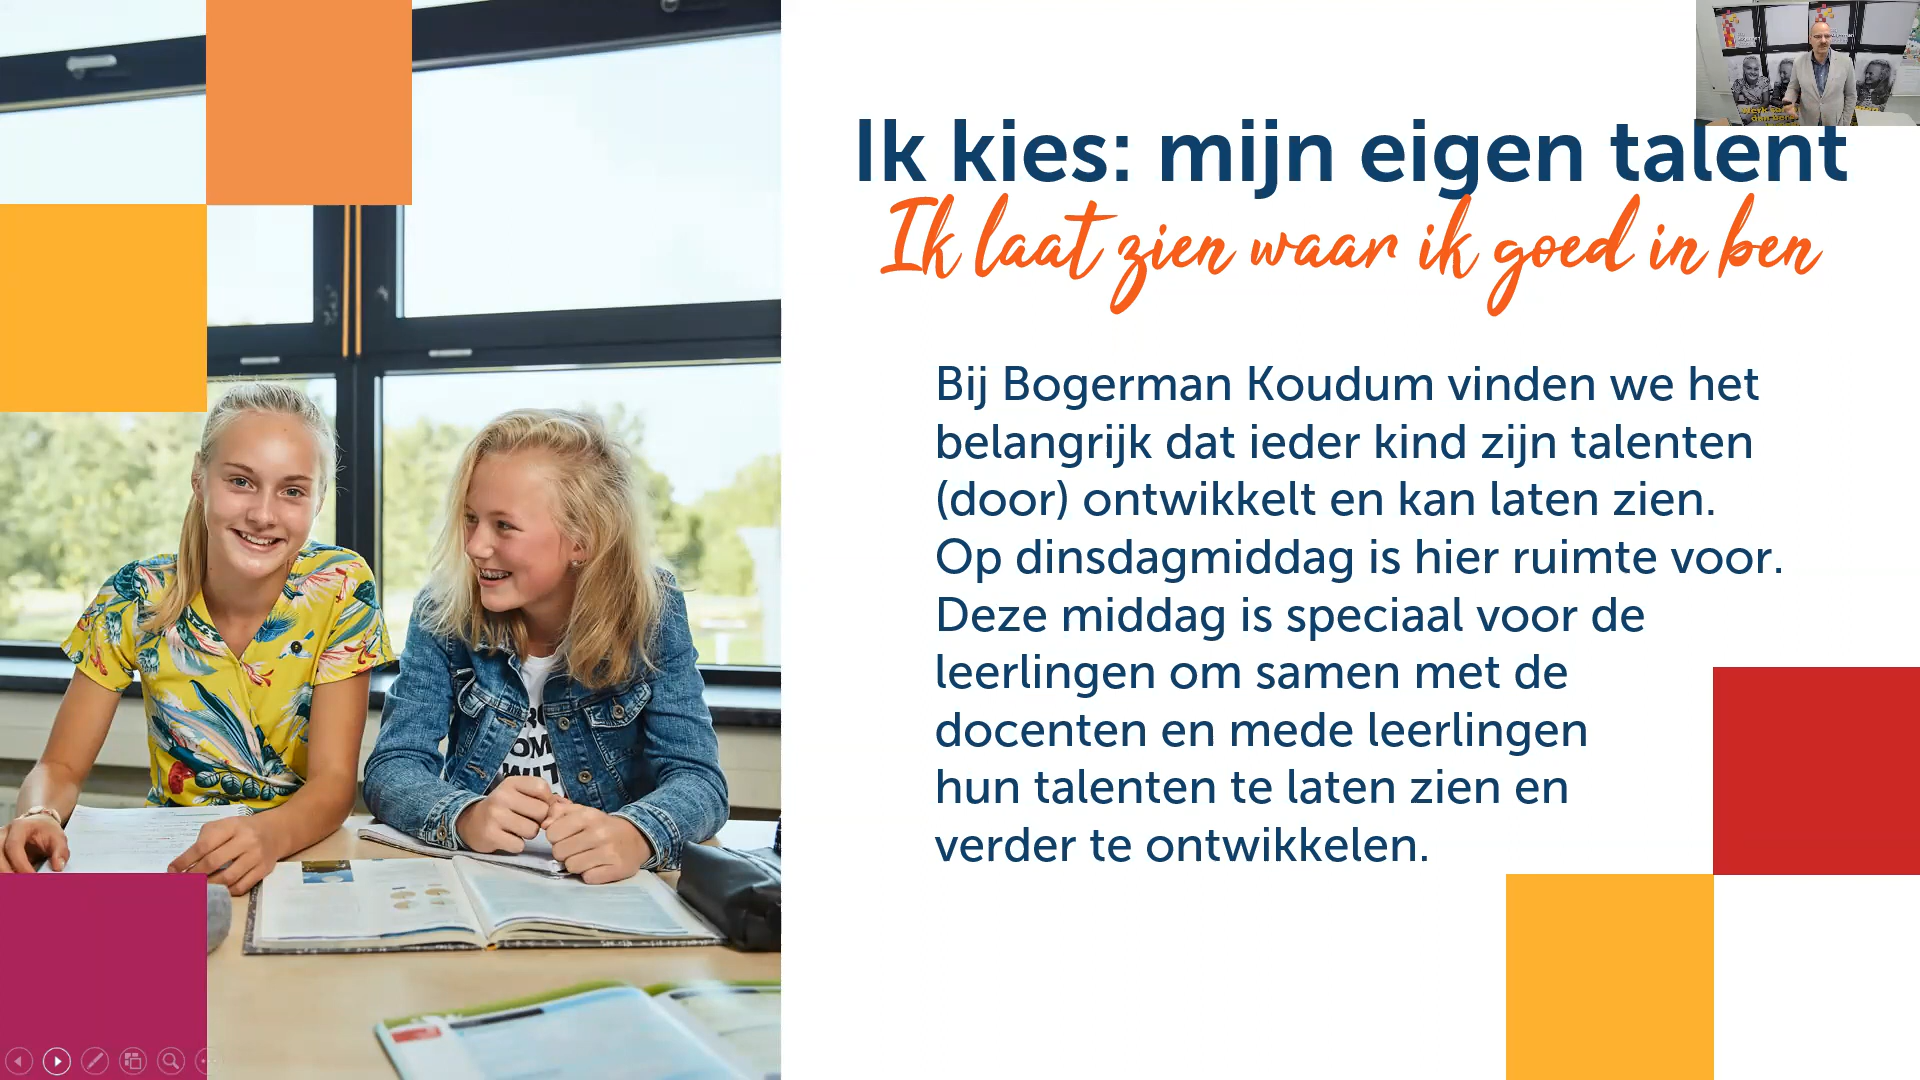 Ik kies: mijn eigen talent
Ik laat zien waar ik goed in ben
Bij Bogerman Koudum vinden we het
belangrijk dat ieder kind zijn talenten
(door) ontwikkelt en kan laten zien.
Op dinsdagmiddag is hier ruimte voor.
Deze middag is speciaal voor de
leerlingen om samen met de
docenten en mede leerlingen
hun talenten te laten zien en
verder te ontwikkelen.